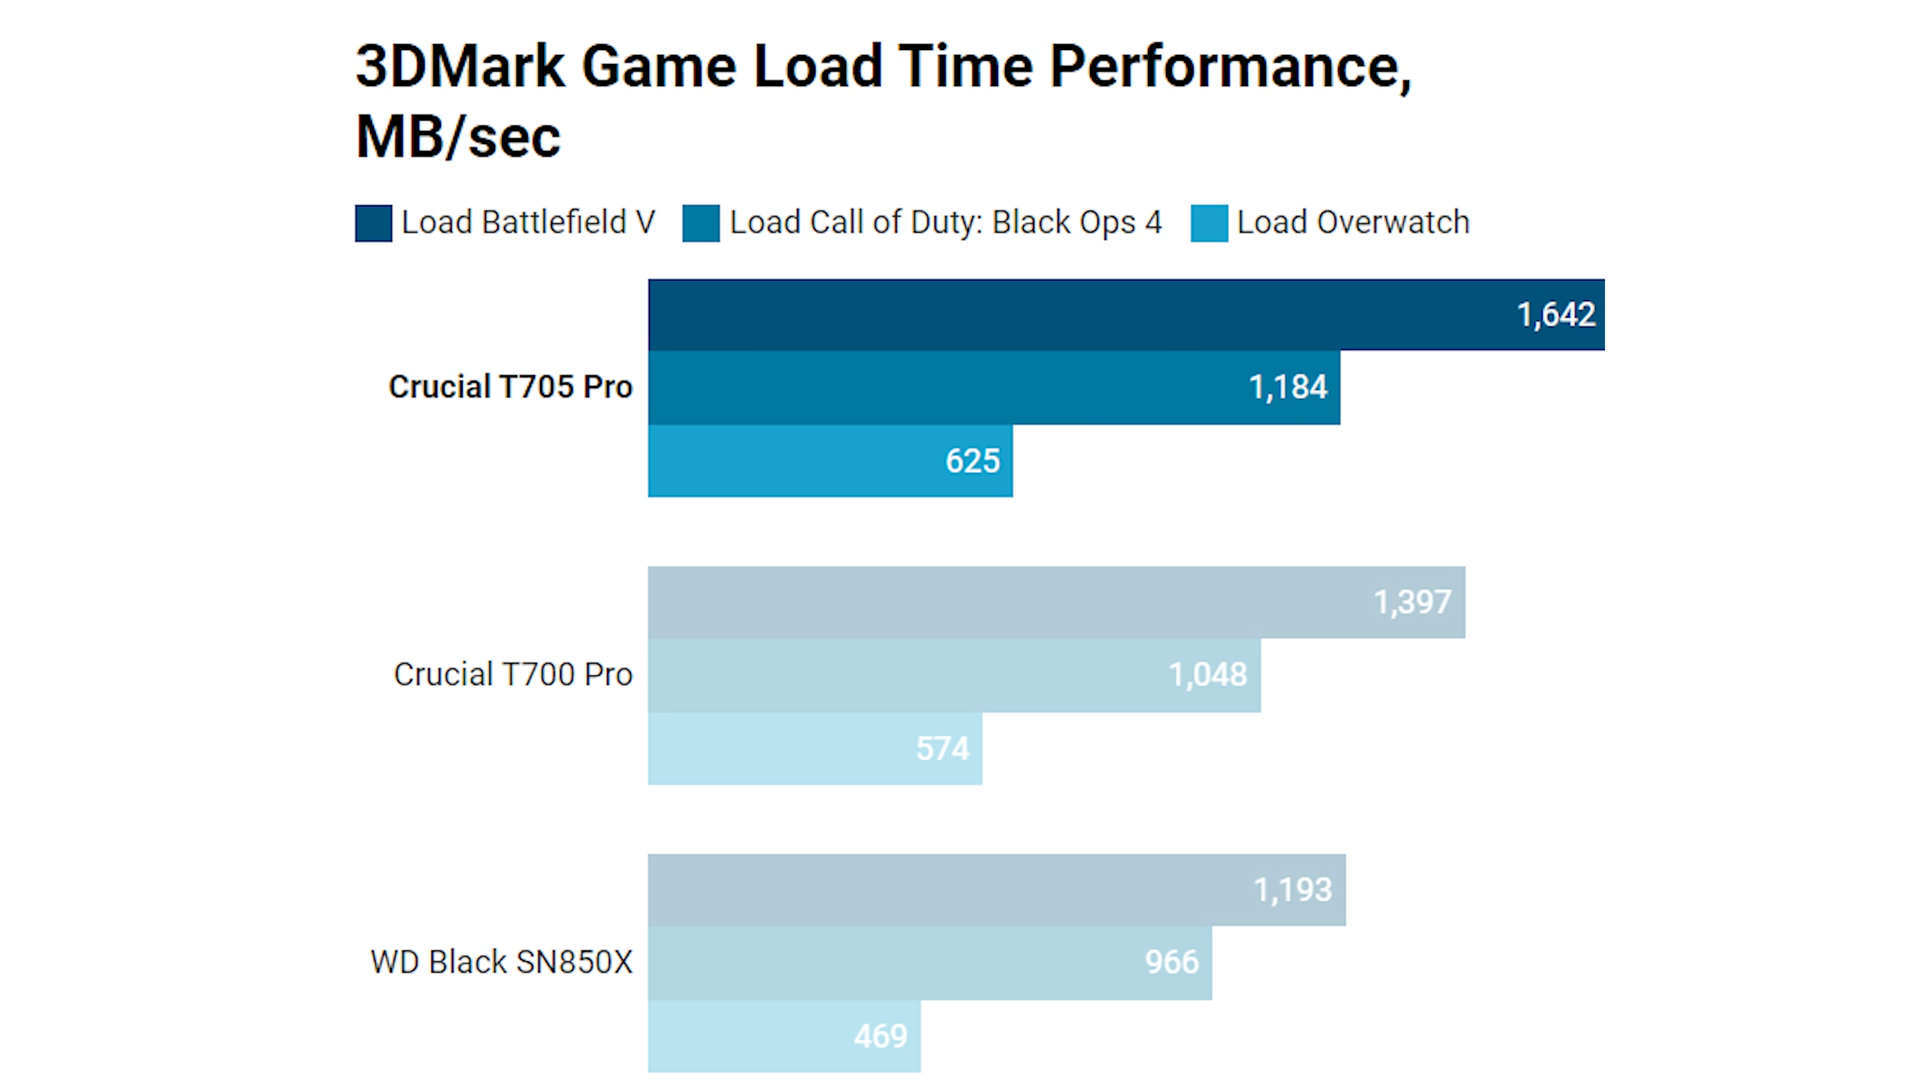 3DMark Game Load Time Performance,
MB/sec
Load Battlefield V Load Call of Duty: Black Ops 4 Load Overwatch
1,642
Crucial T705 Pro 1,184
625
1,397
Crucial T700 Pro 1,048
574
1,193
WD Black SN850X 966
469